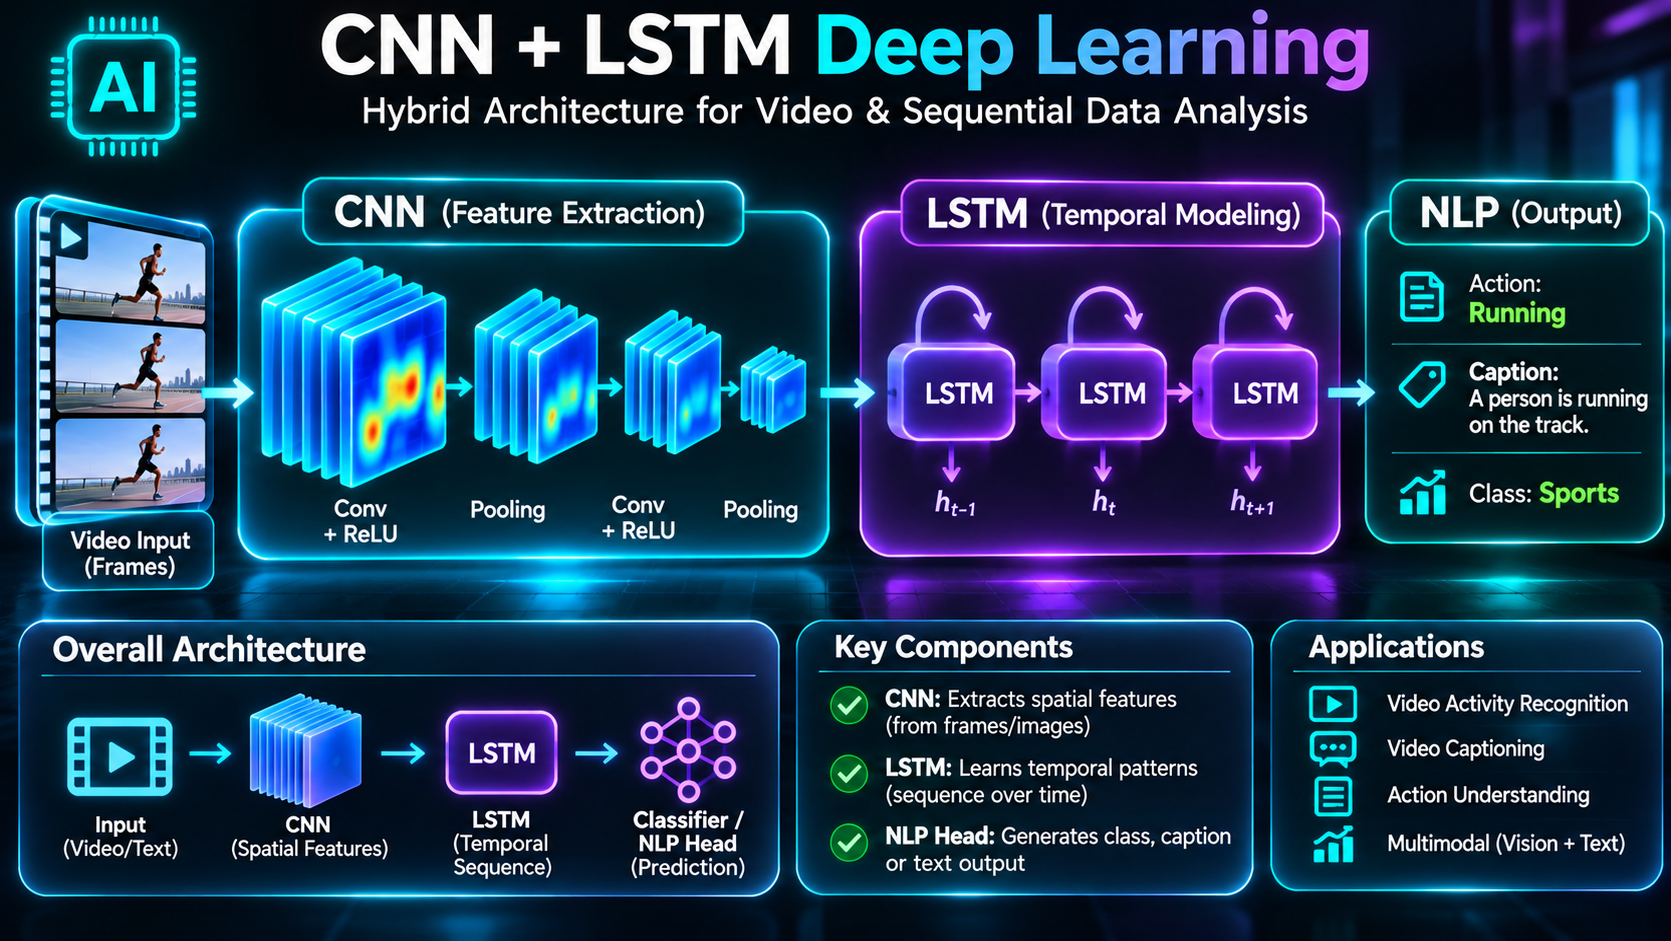 AI
CNN + LSTM Deep Learning
Hybrid Architecture for Video & Sequential Data Analysis
Video Input
(Frames)
CNN (Feature Extraction)
Conv
+ ReLU
Pooling
Conv
+ ReLU
Pooling
LSTM (Temporal Modeling)
LSTM
LSTM
LSTM
h_{t-1}
h_t
h_{t+1}
NLP (Output)
Action:
Running
Caption:
A person is running
on the track.
Class: Sports
Overall Architecture
Input
(Video/Text)
CNN
(Spatial Features)
LSTM
LSTM
(Temporal
Sequence)
Classifier /
NLP Head
(Prediction)
Key Components
CNN: Extracts spatial features
(from frames/images)
LSTM: Learns temporal patterns
(sequence over time)
NLP Head: Generates class, caption
or text output
Applications
Video Activity Recognition
Video Captioning
Action Understanding
Multimodal (Vision + Text)